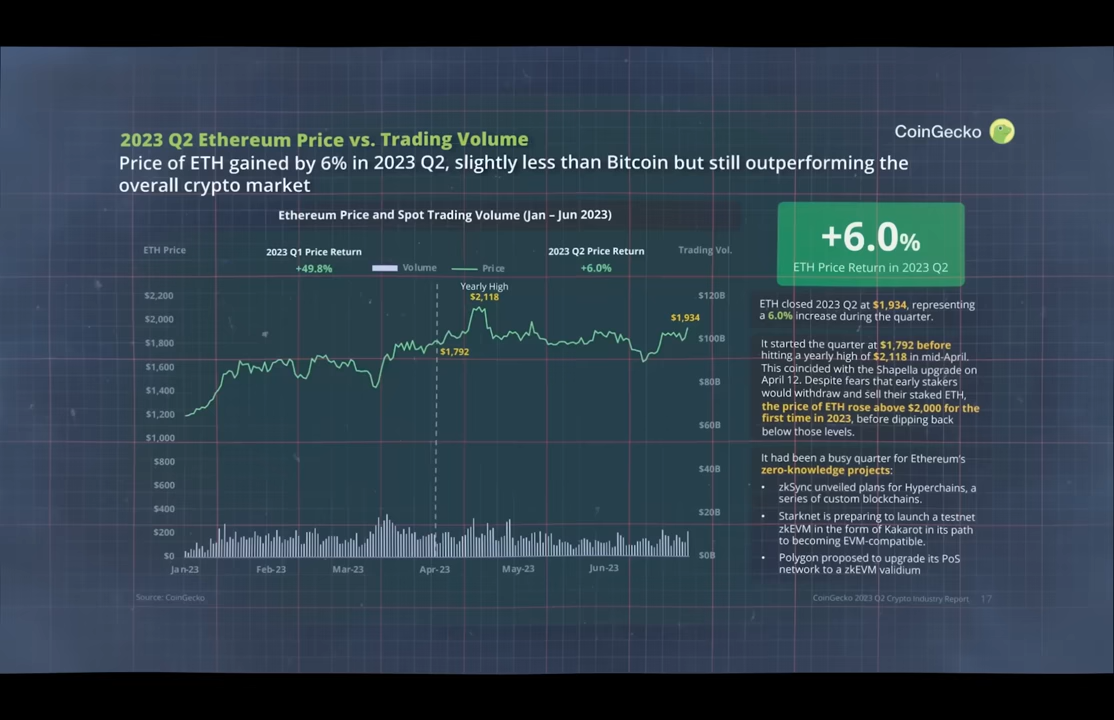 CoinGecko
2023 Q2 Ethereum Price vs. Trading Volume
Price of ETH gained by 6% in 2023 Q2, slightly less than Bitcoin but still outperforming the
overall crypto market
Ethereum Price and Spot Trading Volume (Jan – Jun 2023)
ETH Price
2023 Q1 Price Return
+49.8%
Volume
Price
2023 Q2 Price Return
+6.0%
Trading Vol.
Yearly High
$2,118
$1,934
$1,792
$2,200
$2,000
$1,800
$1,600
$1,400
$1,200
$1,000
$800
$600
$400
$200
$0
$120B
$100B
$80B
$60B
$40B
$20B
$0B
Jan-23
Feb-23
Mar-23
Apr-23
May-23
Jun-23
+6.0%
ETH Price Return in 2023 Q2
ETH closed 2023 Q2 at $1,934, representing
a 6.0% increase during the quarter.
It started the quarter at $1,792 before
hitting a yearly high of $2,118 in mid-April.
This coincided with the Shapella upgrade on
April 12. Despite fears that early stakers
would withdraw and sell their staked ETH,
the price of ETH rose above $2,000 for the
first time in 2023, before dipping back
below those levels.
It had been a busy quarter for Ethereum's
zero-knowledge projects:
• zkSync unveiled plans for Hyperchains, a
series of custom blockchains.
• Starknet is preparing to launch a testnet
zkEVM in the form of Kakarot in its path
to becoming EVM-compatible.
• Polygon proposed to upgrade its PoS
network to a zkEVM validium
Source: CoinGecko
CoinGecko 2023 Q2 Crypto Industry Report
17